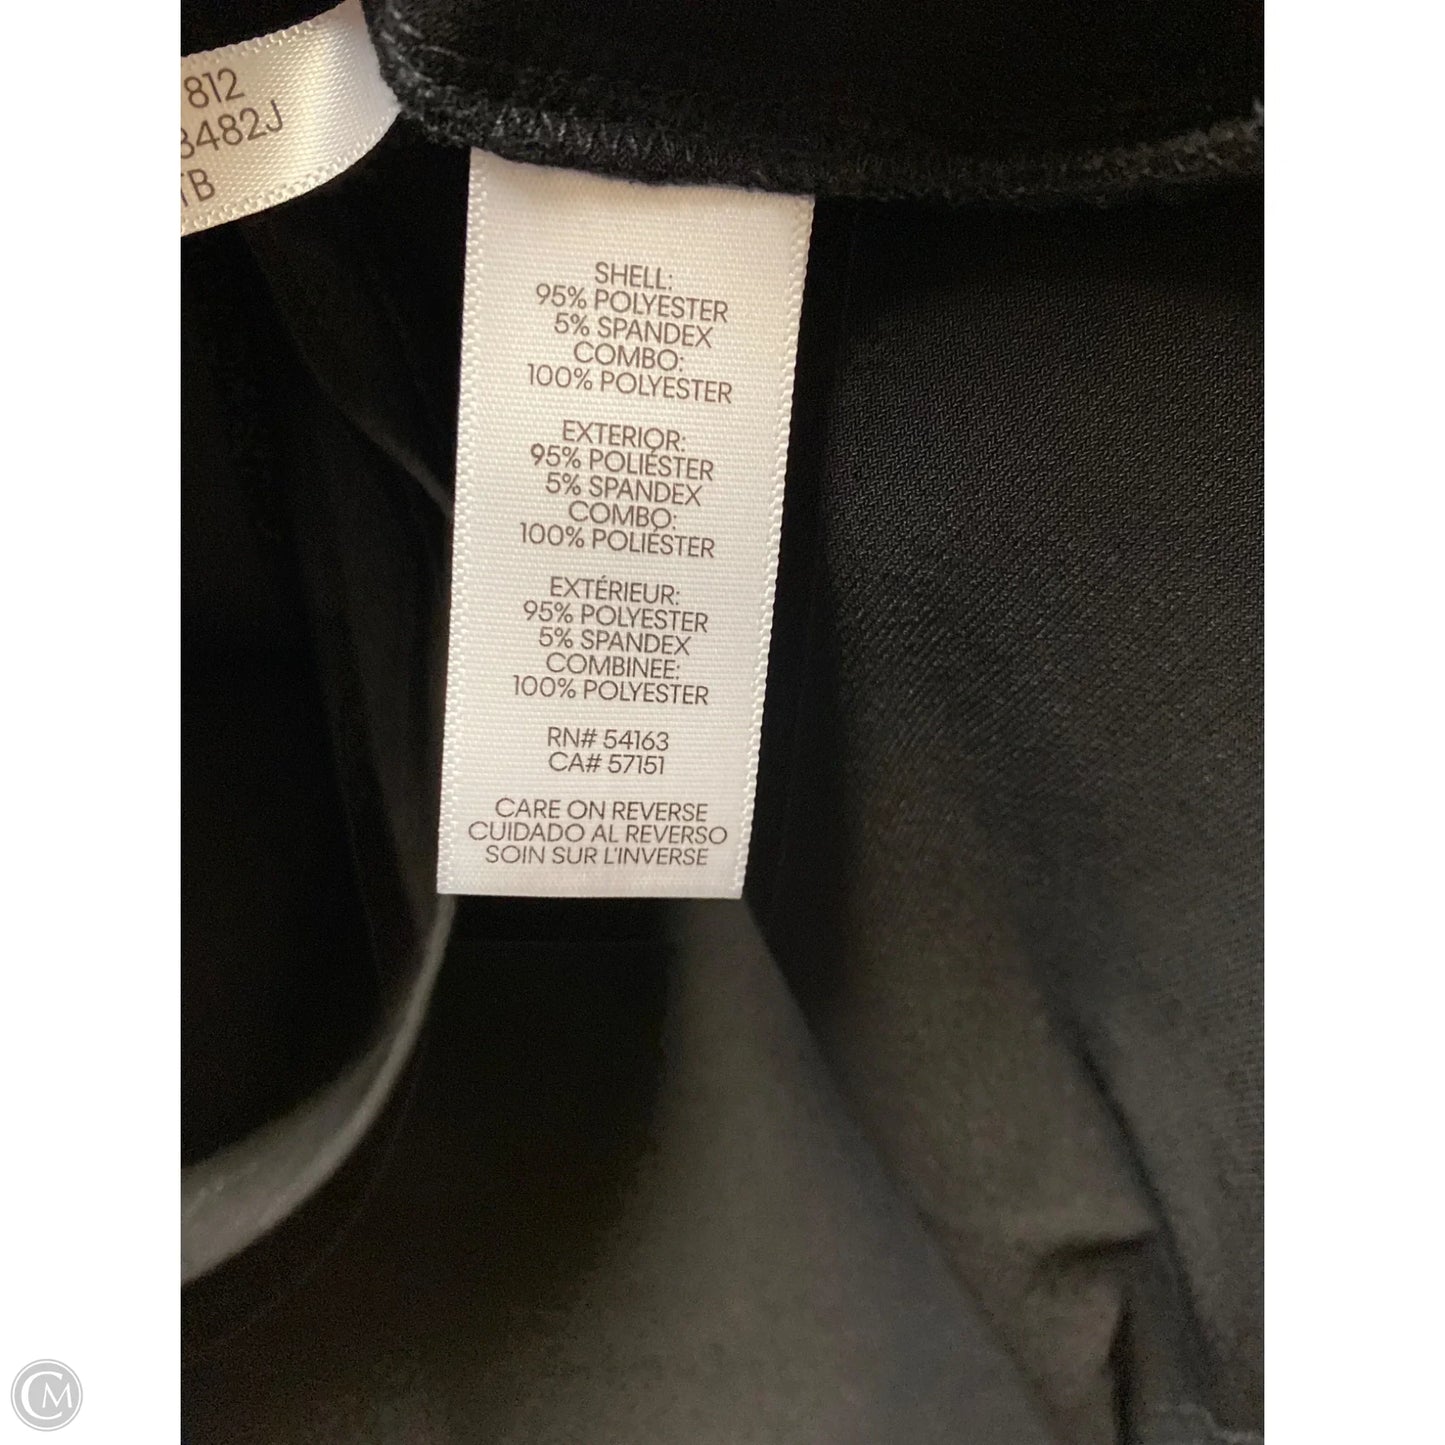 812
3482J
TB
SHELL:
95% POLYESTER
5% SPANDEX
COMBO:
100% POLYESTER
EXTERIOR:
95% POLIÉSTER
5% SPANDEX
COMBO:
100% POLIÉSTER
EXTÉRIEUR:
95% POLYESTER
5% SPANDEX
COMBINEE:
100% POLYESTER
RN# 54163
CA# 57151
CARE ON REVERSE
CUIDADO AL REVERSO
SOIN SUR L'INVERSE
CM